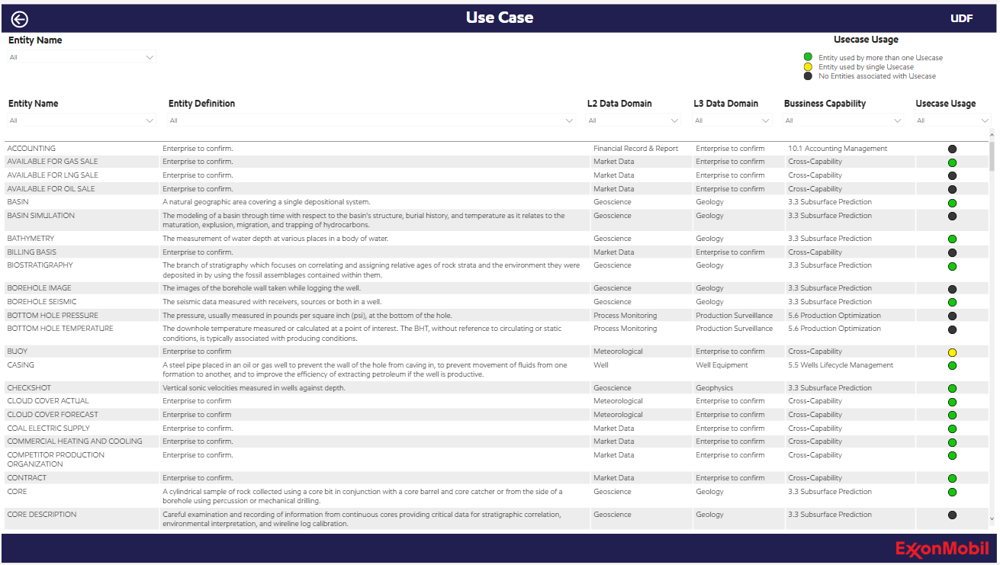 Use Case
UDF
Entity Name
All
Usecase Usage
Entity used by more than one Usecase
Entity used by single Usecase
No Entities associated with Usecase
Entity Name Entity Definition L2 Data Domain L3 Data Domain Bussiness Capability Usecase Usage
All All All All All All
ACCOUNTING Enterprise to confirm. Financial Record & Report Enterprise to confirm 10.1 Accounting Management
AVAILABLE FOR GAS SALE Enterprise to confirm. Market Data Enterprise to confirm Cross-Capability
AVAILABLE FOR LNG SALE Enterprise to confirm. Market Data Enterprise to confirm Cross-Capability
AVAILABLE FOR OIL SALE Enterprise to confirm. Market Data Enterprise to confirm Cross-Capability
BASIN A natural geographic area covering a single depositional system. Geoscience Geology 3.3 Subsurface Prediction
BASIN SIMULATION The modeling of a basin through time with respect to the basin's structure, burial history, and temperature as it relates to the Geoscience Geology 3.3 Subsurface Prediction
maturation, explusion, migration, and trapping of hydrocarbons.
BATHYMETRY The measurement of water depth at various places in a body of water. Geoscience Geology 3.3 Subsurface Prediction
BILLING BASIS Enterprise to confirm. Market Data Enterprise to confirm Cross-Capability
BIOSTRATIGRAPHY The branch of stratigraphy which focuses on correlating and assigning relative ages of rock strata and the environment they were Geoscience Geology 3.3 Subsurface Prediction
deposited in by using the fossil assemblages contained within them.
BOREHOLE IMAGE The images of the borehole wall taken while logging the well. Geoscience Geology 3.3 Subsurface Prediction
BOREHOLE SEISMIC The seismic data measured with receivers, sources or both in a well. Geoscience Geology 3.3 Subsurface Prediction
BOTTOM HOLE PRESSURE The pressure, usually measured in pounds per square inch (psi), at the bottom of the hole. Process Monitoring Production Surveillance 5.6 Production Optimization
BOTTOM HOLE TEMPERATURE The downhole temperature measured or calculated at a point of interest. The BHT, without reference to circulating or static Process Monitoring Production Surveillance 5.6 Production Optimization
conditions, is typically associated with producing conditions.
BUOY Enterprise to confirm Meteorological Enterprise to confirm Cross-Capability
CASING A steel pipe placed in an oil or gas well to prevent the wall of the hole from caving in, to prevent movement of fluids from one Well Well Equipment 5.5 Wells Lifecycle Management
formation to another, and to improve the efficiency of extracting petroleum if the well is productive.
CHECKSHOT Vertical sonic velocities measured in wells against depth. Geoscience Geophysics 3.3 Subsurface Prediction
CLOUD COVER ACTUAL Enterprise to confirm Meteorological Enterprise to confirm Cross-Capability
CLOUD COVER FORECAST Enterprise to confirm Meteorological Enterprise to confirm Cross-Capability
COAL ELECTRIC SUPPLY Enterprise to confirm. Market Data Enterprise to confirm Cross-Capability
COMMERCIAL HEATING AND COOLING Enterprise to confirm. Market Data Enterprise to confirm Cross-Capability
COMPETITOR PRODUCTION Enterprise to confirm. Market Data Enterprise to confirm Cross-Capability
ORGANIZATION
CONTRACT Enterprise to confirm. Market Data Enterprise to confirm Cross-Capability
CORE A cylindrical sample of rock collected using a core bit in conjunction with a core barrel and core catcher or from the side of a Geoscience Geology 3.3 Subsurface Prediction
borehole using percussion or mechanical drilling.
CORE DESCRIPTION Careful examination and recording of information from continuous cores providing critical data for stratigraphic correlation, Geoscience Geology 3.3 Subsurface Prediction
environmental interpretation, and wireline log calibration.
ExxonMobil